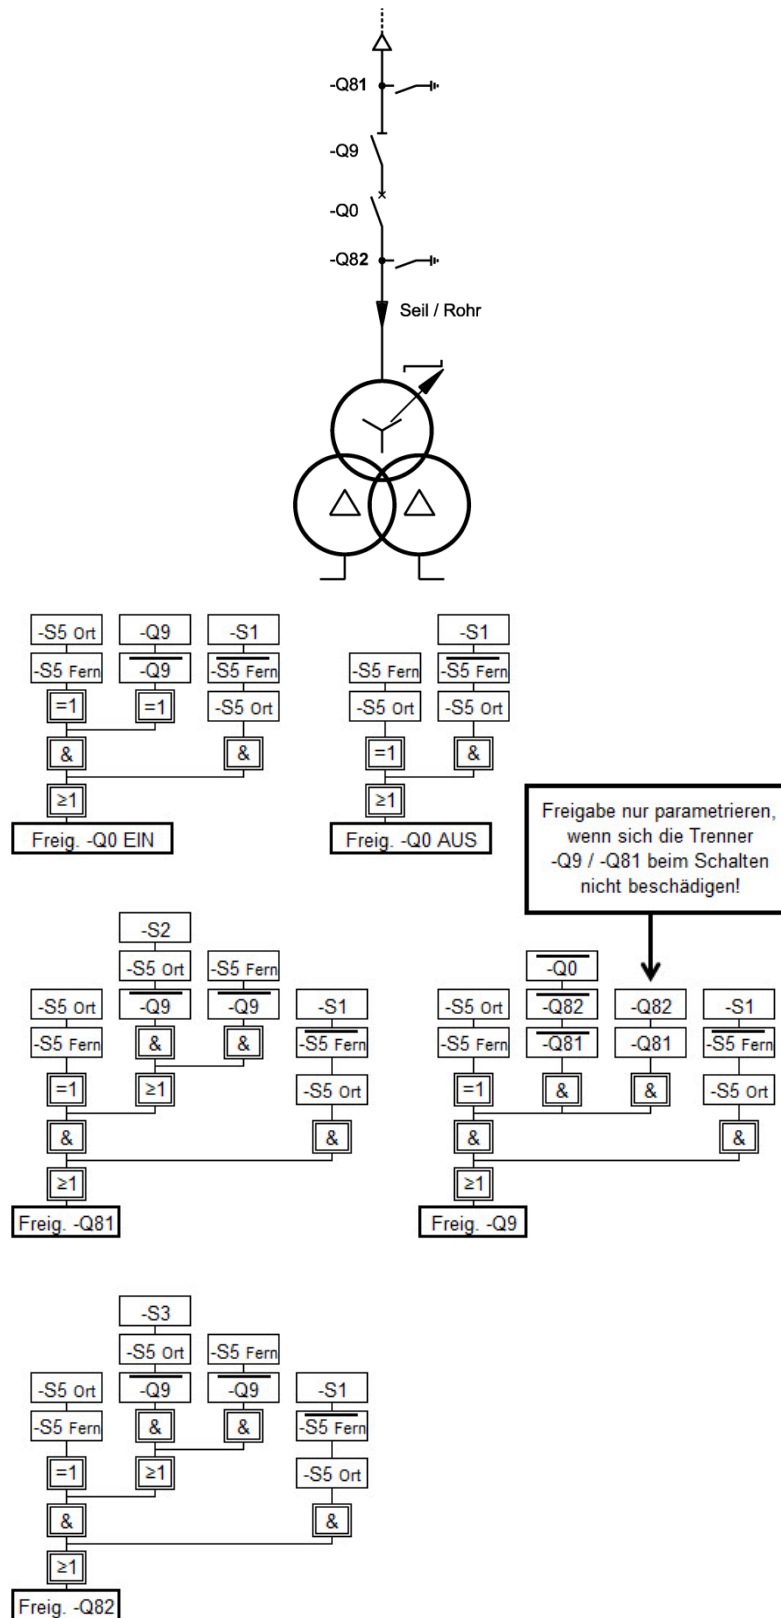 -Q81
-Q9
-Q0
-Q82
Seil / Rohr
-S5 Ort
-Q9
-S1
-S5 Fern
-Q9
-S5 Fern
=1
=1
-S5 Ort
&
&
≥1
Freig. -Q0 EIN
-S1
-S5 Fern
-S5 Fern
-S5 Ort
-S5 Ort
=1
&
≥1
Freig. -Q0 AUS
Freigabe nur parametrieren,
wenn sich die Trenner
-Q9 / -Q81 beim Schalten
nicht beschädigen!
-S2
-S5 Ort
-S5 Fern
-S5 Ort
-Q9
-Q9
-S1
-S5 Fern
&
&
-S5 Fern
=1
≥1
-S5 Ort
&
&
≥1
Freig. -Q81
-Q0
-S5 Ort
-Q82
-Q82
-S1
-S5 Fern
-Q81
-Q81
-S5 Fern
=1
&
&
-S5 Ort
&
&
≥1
Freig. -Q9
-S3
-S5 Ort
-S5 Fern
-S5 Ort
-Q9
-Q9
-S1
-S5 Fern
&
&
-S5 Fern
=1
≥1
-S5 Ort
&
&
≥1
Freig. -Q82